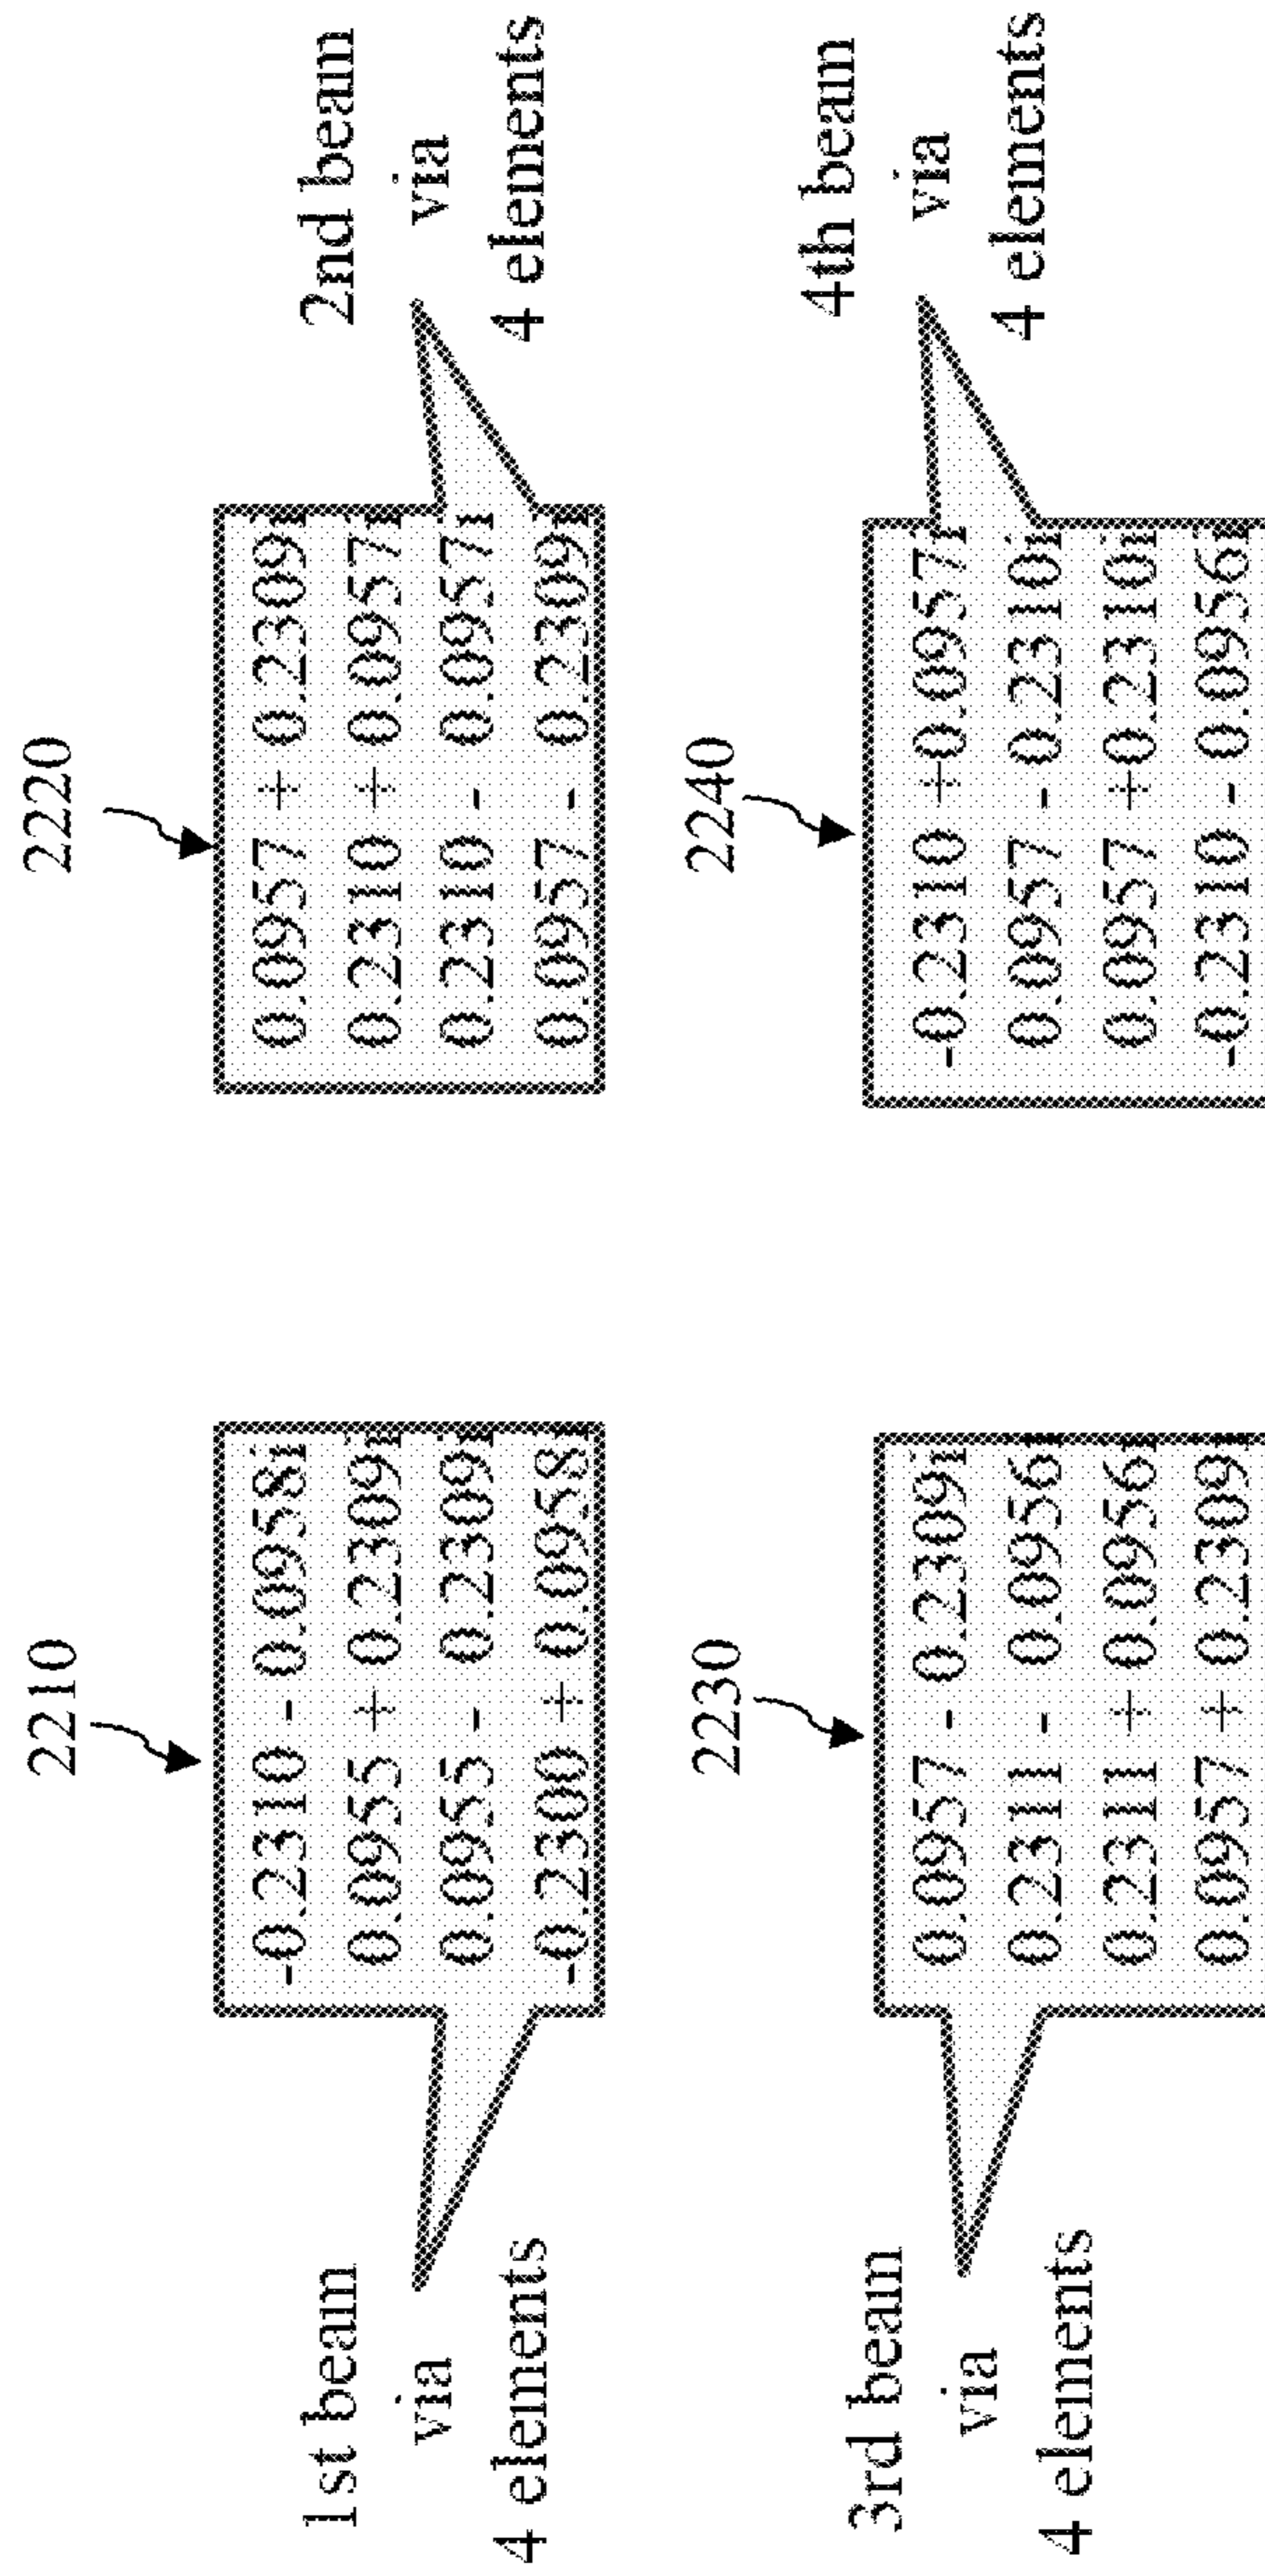 2210
1st beam
via
4 elements
-0.2310 - 0.0958i
0.0955 + 0.2309i
0.0955 - 0.2309i
-0.2300 + 0.0958i
2220
0.0957 + 0.2309i
0.2310 + 0.0957i
0.2310 - 0.0957i
0.0957 - 0.2309i
2nd beam
via
4 elements
2230
3rd beam
via
4 elements
0.0957 - 0.2309i
0.2311 - 0.0956i
0.2311 + 0.0956i
0.0957 + 0.2309i
2240
-0.2310 +0.0957i
0.0957 - 0.2310i
0.0957 +0.2310i
-0.2310 - 0.0956i
4th beam
via
4 elements